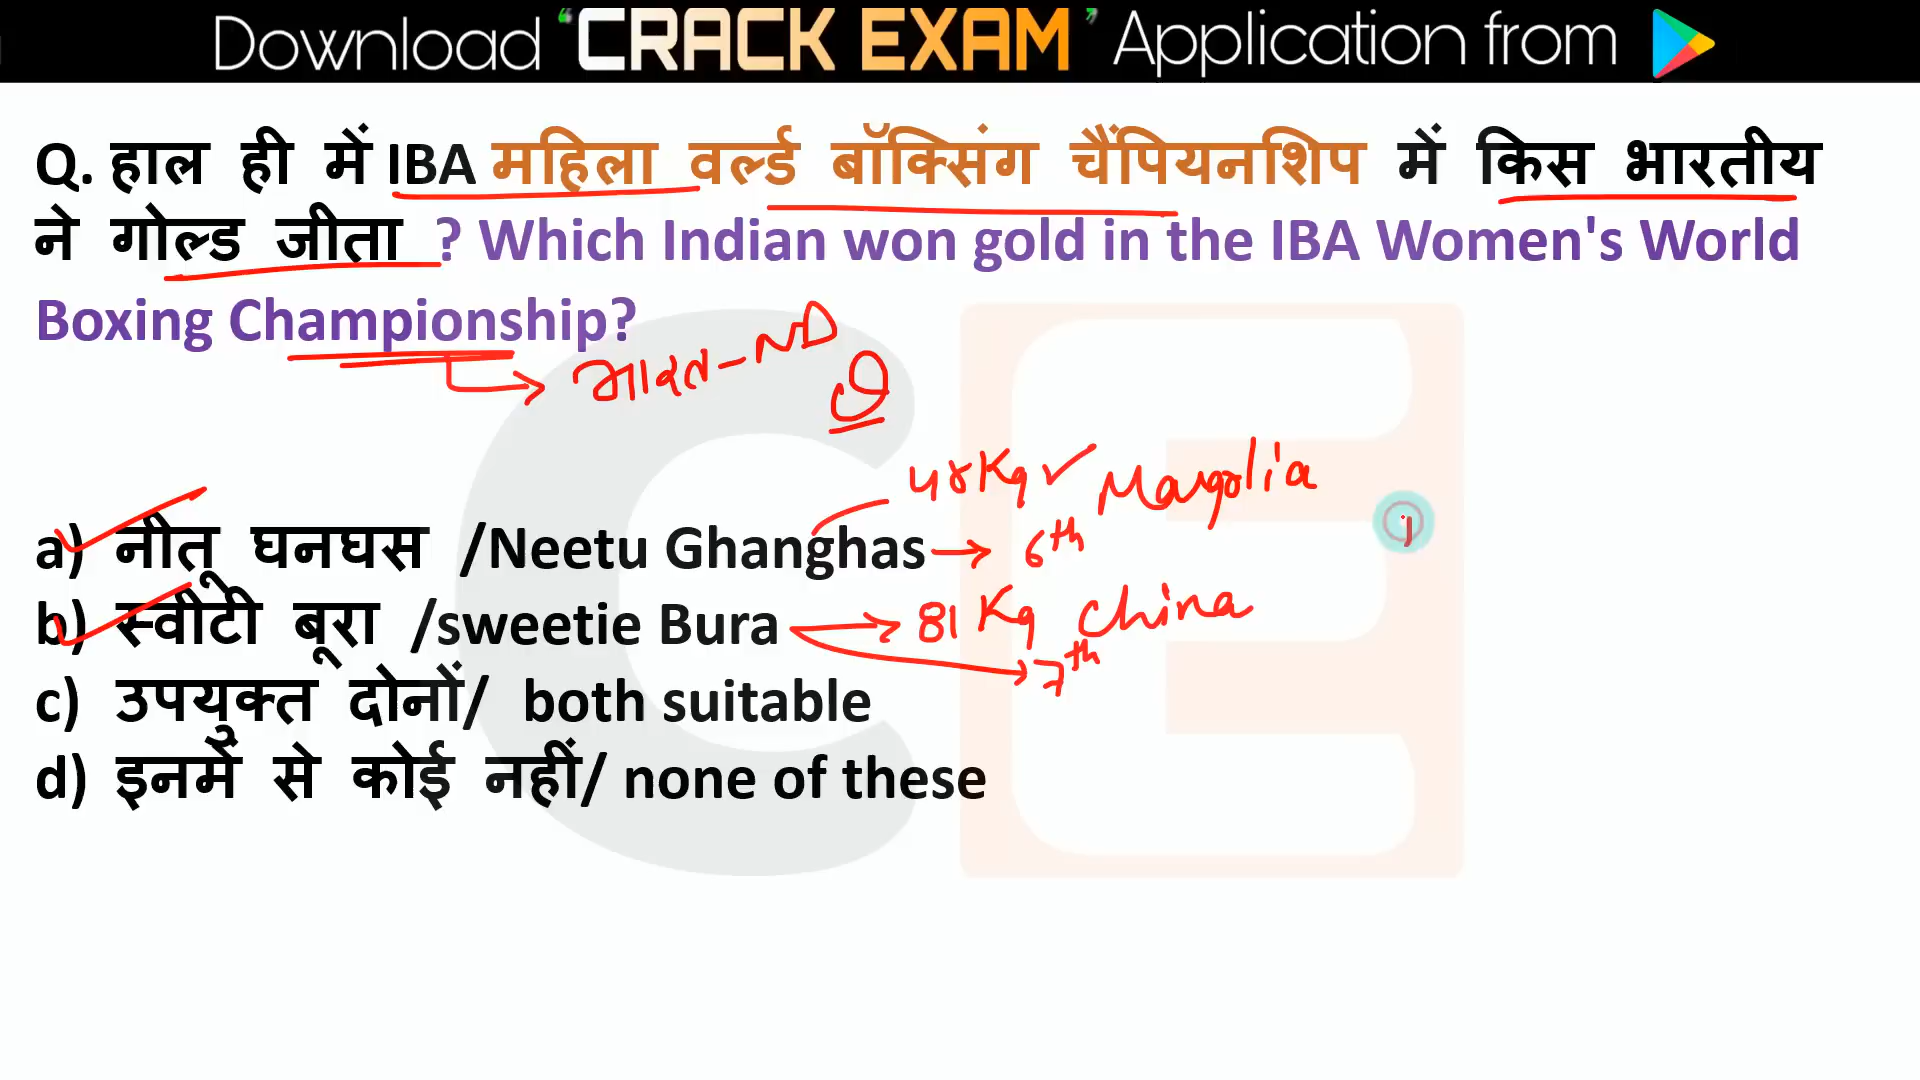 Download ‘CRACK EXAM’ Application from
Q. हाल ही में IBA महिला वर्ल्ड बॉक्सिंग चैंपियनशिप में किस भारतीय
ने गोल्ड जीता ? Which Indian won gold in the IBA Women's World
Boxing Championship?
भारत - ND
48Kg Mangolia
a) नीतू घनघस /Neetu Ghanghas 6th
b) स्वीटी बूरा /sweetie Bura 81 Kg China
7th
c) उपयुक्त दोनों/ both suitable
d) इनमें से कोई नहीं/ none of these